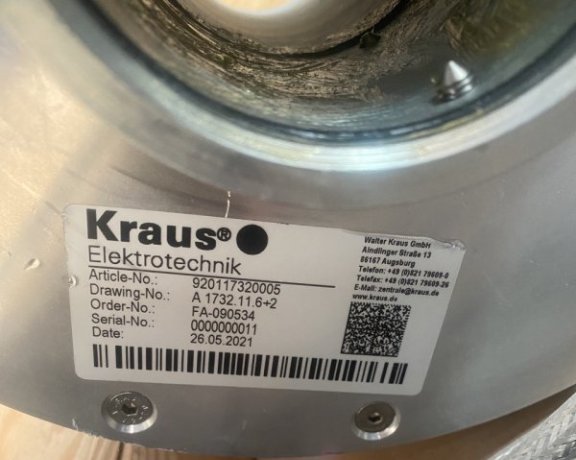 Kraus®
Elektrotechnik
Article-No.: 920117320005
Drawing-No.: A 1732.11.6+2
Order-No.: FA-090534
Serial-No.: 0000000011
Date: 26.05.2021
Walter Kraus GmbH
Aindlinger Straße 13
86167 Augsburg
Telefon: +49 (0)821 79609-0
Telefax: +49 (0)821 79609-26
E-Mail: zentrale@kraus.de
www.kraus.de